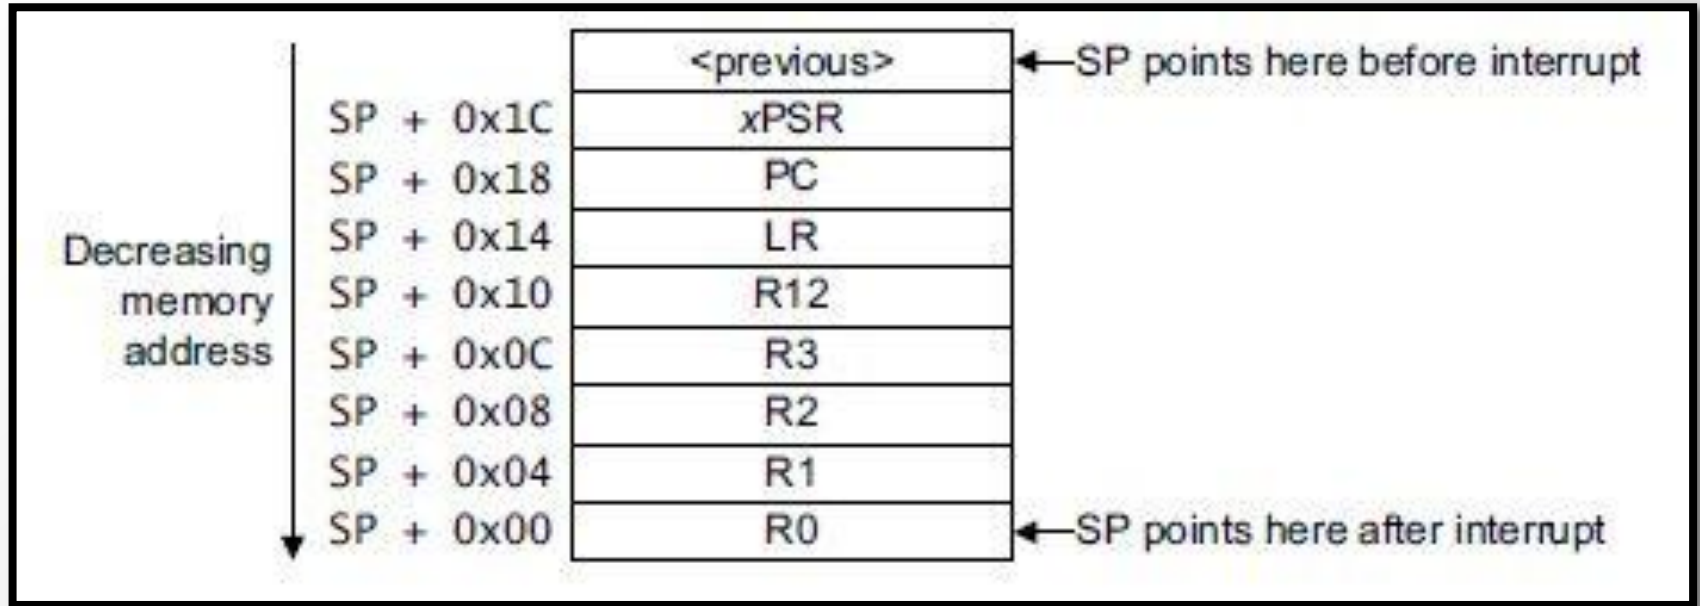 <previous> SP points here before interrupt
SP + 0x1C xPSR
SP + 0x18 PC
SP + 0x14 LR
Decreasing
memory
address
SP + 0x10 R12
SP + 0x0C R3
SP + 0x08 R2
SP + 0x04 R1
SP + 0x00 R0 SP points here after interrupt